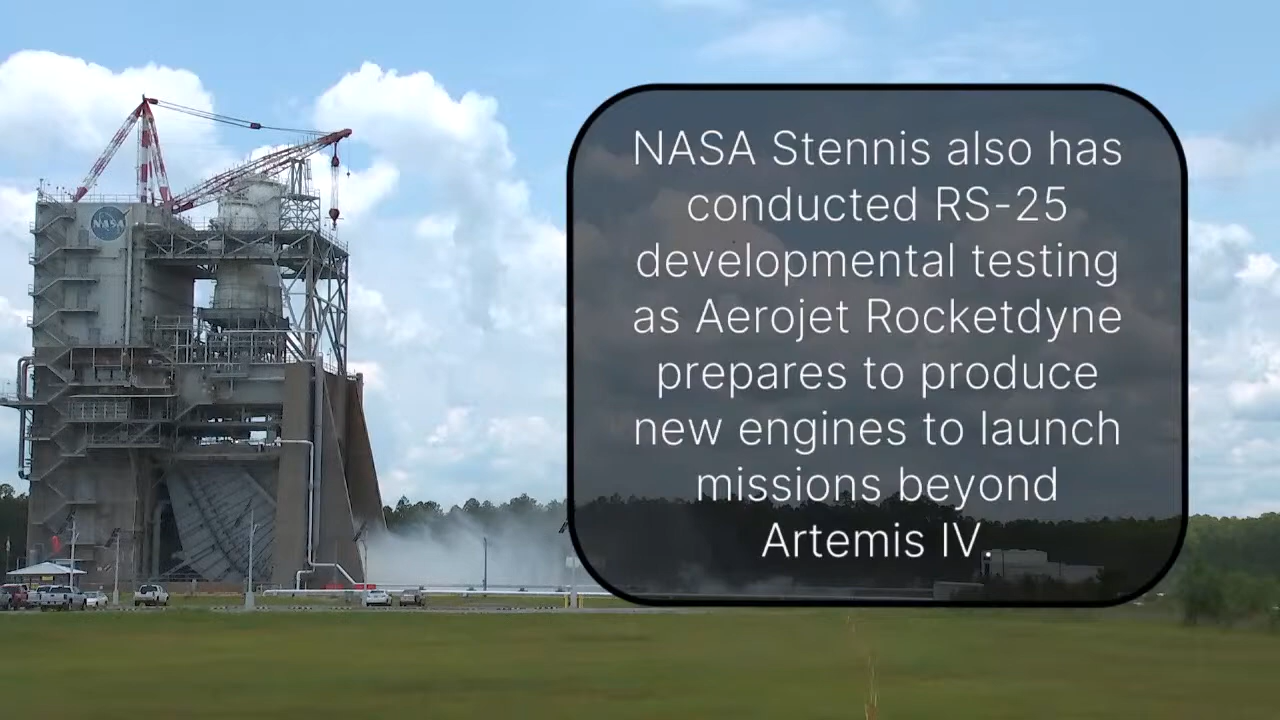 NASA
NASA Stennis also has
conducted RS-25
developmental testing
as Aerojet Rocketdyne
prepares to produce
new engines to launch
missions beyond
Artemis IV.